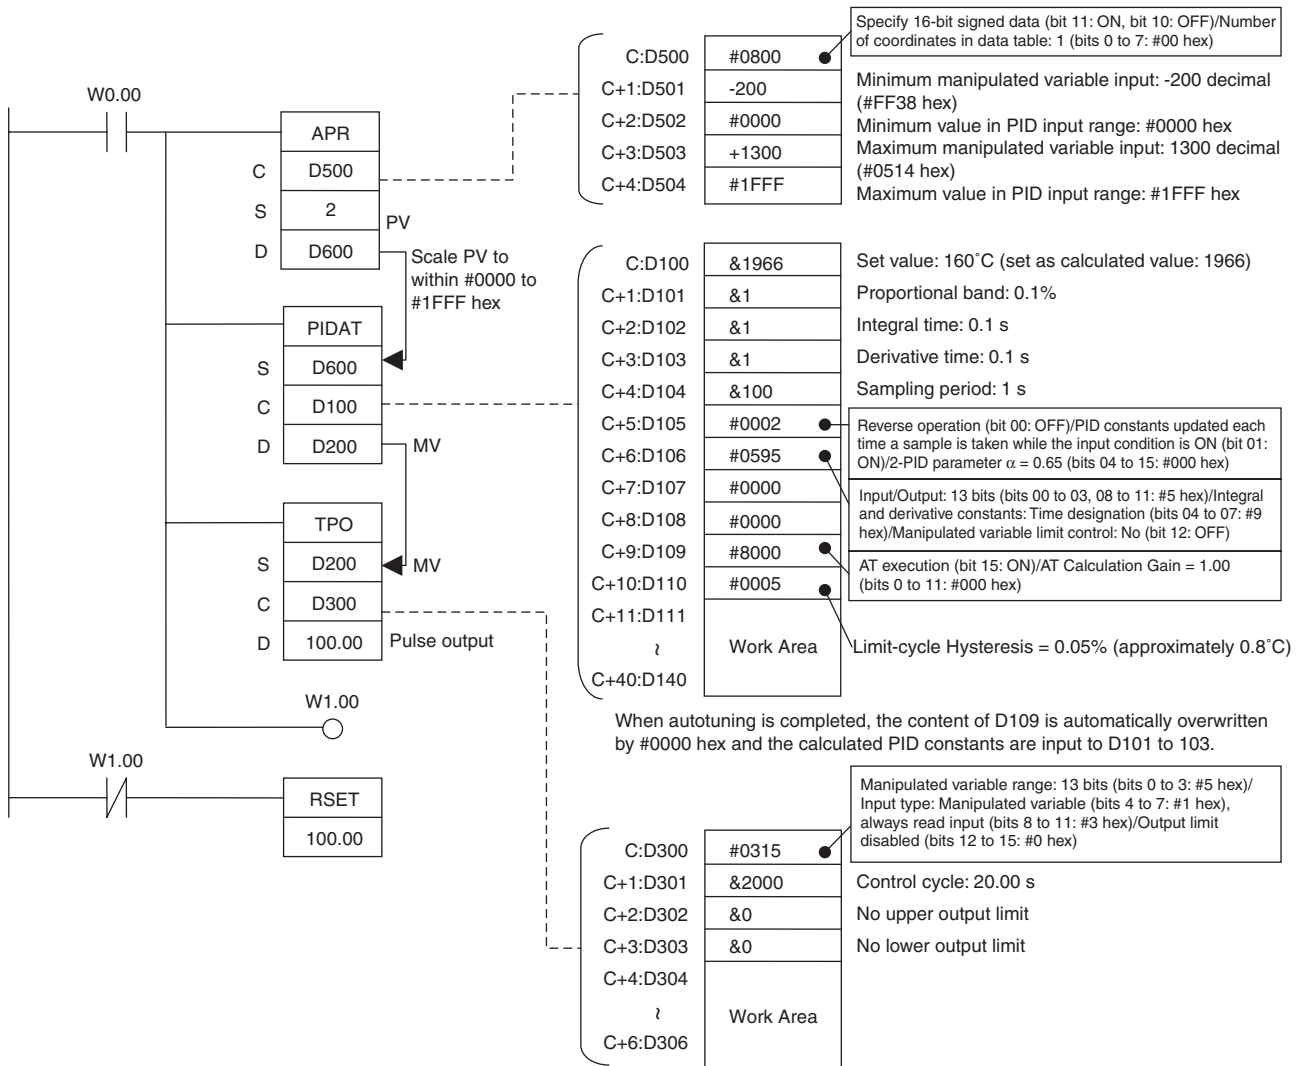 W0.00
APR
C D500
S 2 PV
D D600
Scale PV to
within #0000 to
#1FFF hex
PIDAT
S D600
C D100
D D200 MV
TPO
S D200 MV
C D300
D 100.00 Pulse output
W1.00
W1.00
RSET
100.00
Specify 16-bit signed data (bit 11: ON, bit 10: OFF)/Number
of coordinates in data table: 1 (bits 0 to 7: #00 hex)
C:D500 #0800
C+1:D501 -200
C+2:D502 #0000
C+3:D503 +1300
C+4:D504 #1FFF
Minimum manipulated variable input: -200 decimal
(#FF38 hex)
Minimum value in PID input range: #0000 hex
Maximum manipulated variable input: 1300 decimal
(#0514 hex)
Maximum value in PID input range: #1FFF hex
C:D100 &1966 Set value: 160˚C (set as calculated value: 1966)
C+1:D101 &1 Proportional band: 0.1%
C+2:D102 &1 Integral time: 0.1 s
C+3:D103 &1 Derivative time: 0.1 s
C+4:D104 &100 Sampling period: 1 s
C+5:D105 #0002
C+6:D106 #0595
C+7:D107 #0000
C+8:D108 #0000
C+9:D109 #8000
C+10:D110 #0005
C+11:D111
~ Work Area
C+40:D140
Reverse operation (bit 00: OFF)/PID constants updated each
time a sample is taken while the input condition is ON (bit 01:
ON)/2-PID parameter α = 0.65 (bits 04 to 15: #000 hex)
Input/Output: 13 bits (bits 00 to 03, 08 to 11: #5 hex)/Integral
and derivative constants: Time designation (bits 04 to 07: #9
hex)/Manipulated variable limit control: No (bit 12: OFF)
AT execution (bit 15: ON)/AT Calculation Gain = 1.00
(bits 0 to 11: #000 hex)
Limit-cycle Hysteresis = 0.05% (approximately 0.8˚C)
When autotuning is completed, the content of D109 is automatically overwritten
by #0000 hex and the calculated PID constants are input to D101 to 103.
Manipulated variable range: 13 bits (bits 0 to 3: #5 hex)/
Input type: Manipulated variable (bits 4 to 7: #1 hex),
always read input (bits 8 to 11: #3 hex)/Output limit
disabled (bits 12 to 15: #0 hex)
C:D300 #0315
C+1:D301 &2000 Control cycle: 20.00 s
C+2:D302 &0 No upper output limit
C+3:D303 &0 No lower output limit
C+4:D304
~ Work Area
C+6:D306